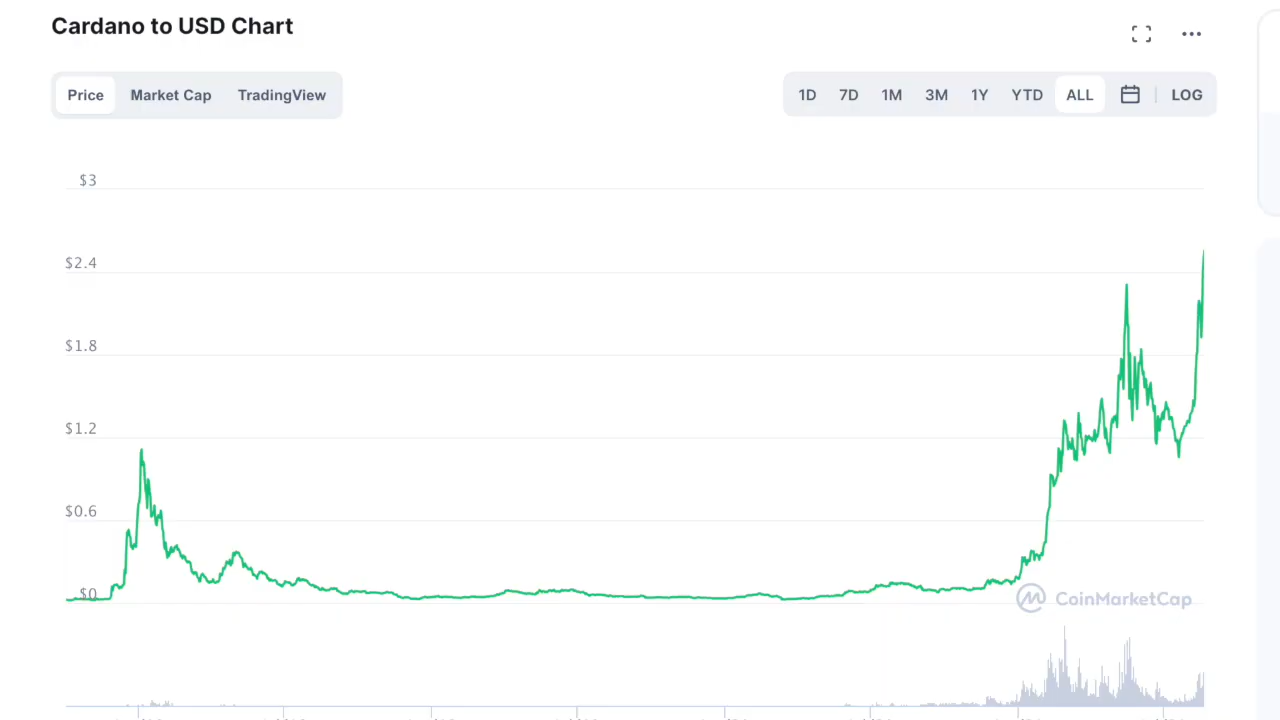 Cardano to USD Chart
Price Market Cap TradingView
1D 7D 1M 3M 1Y YTD ALL LOG
$3
$2.4
$1.8
$1.2
$0.6
$0
CoinMarketCap